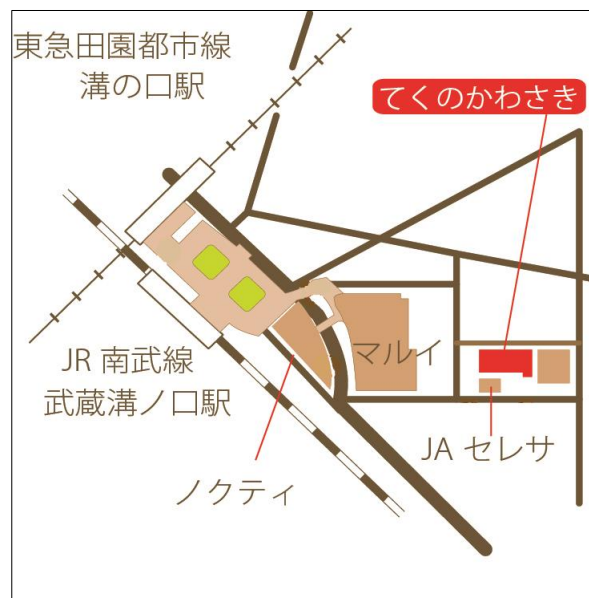 東急田園都市線
溝の口駅
てくのかわさき
マルイ
JR 南武線
武蔵溝ノ口駅
JA セレサ
ノクティ